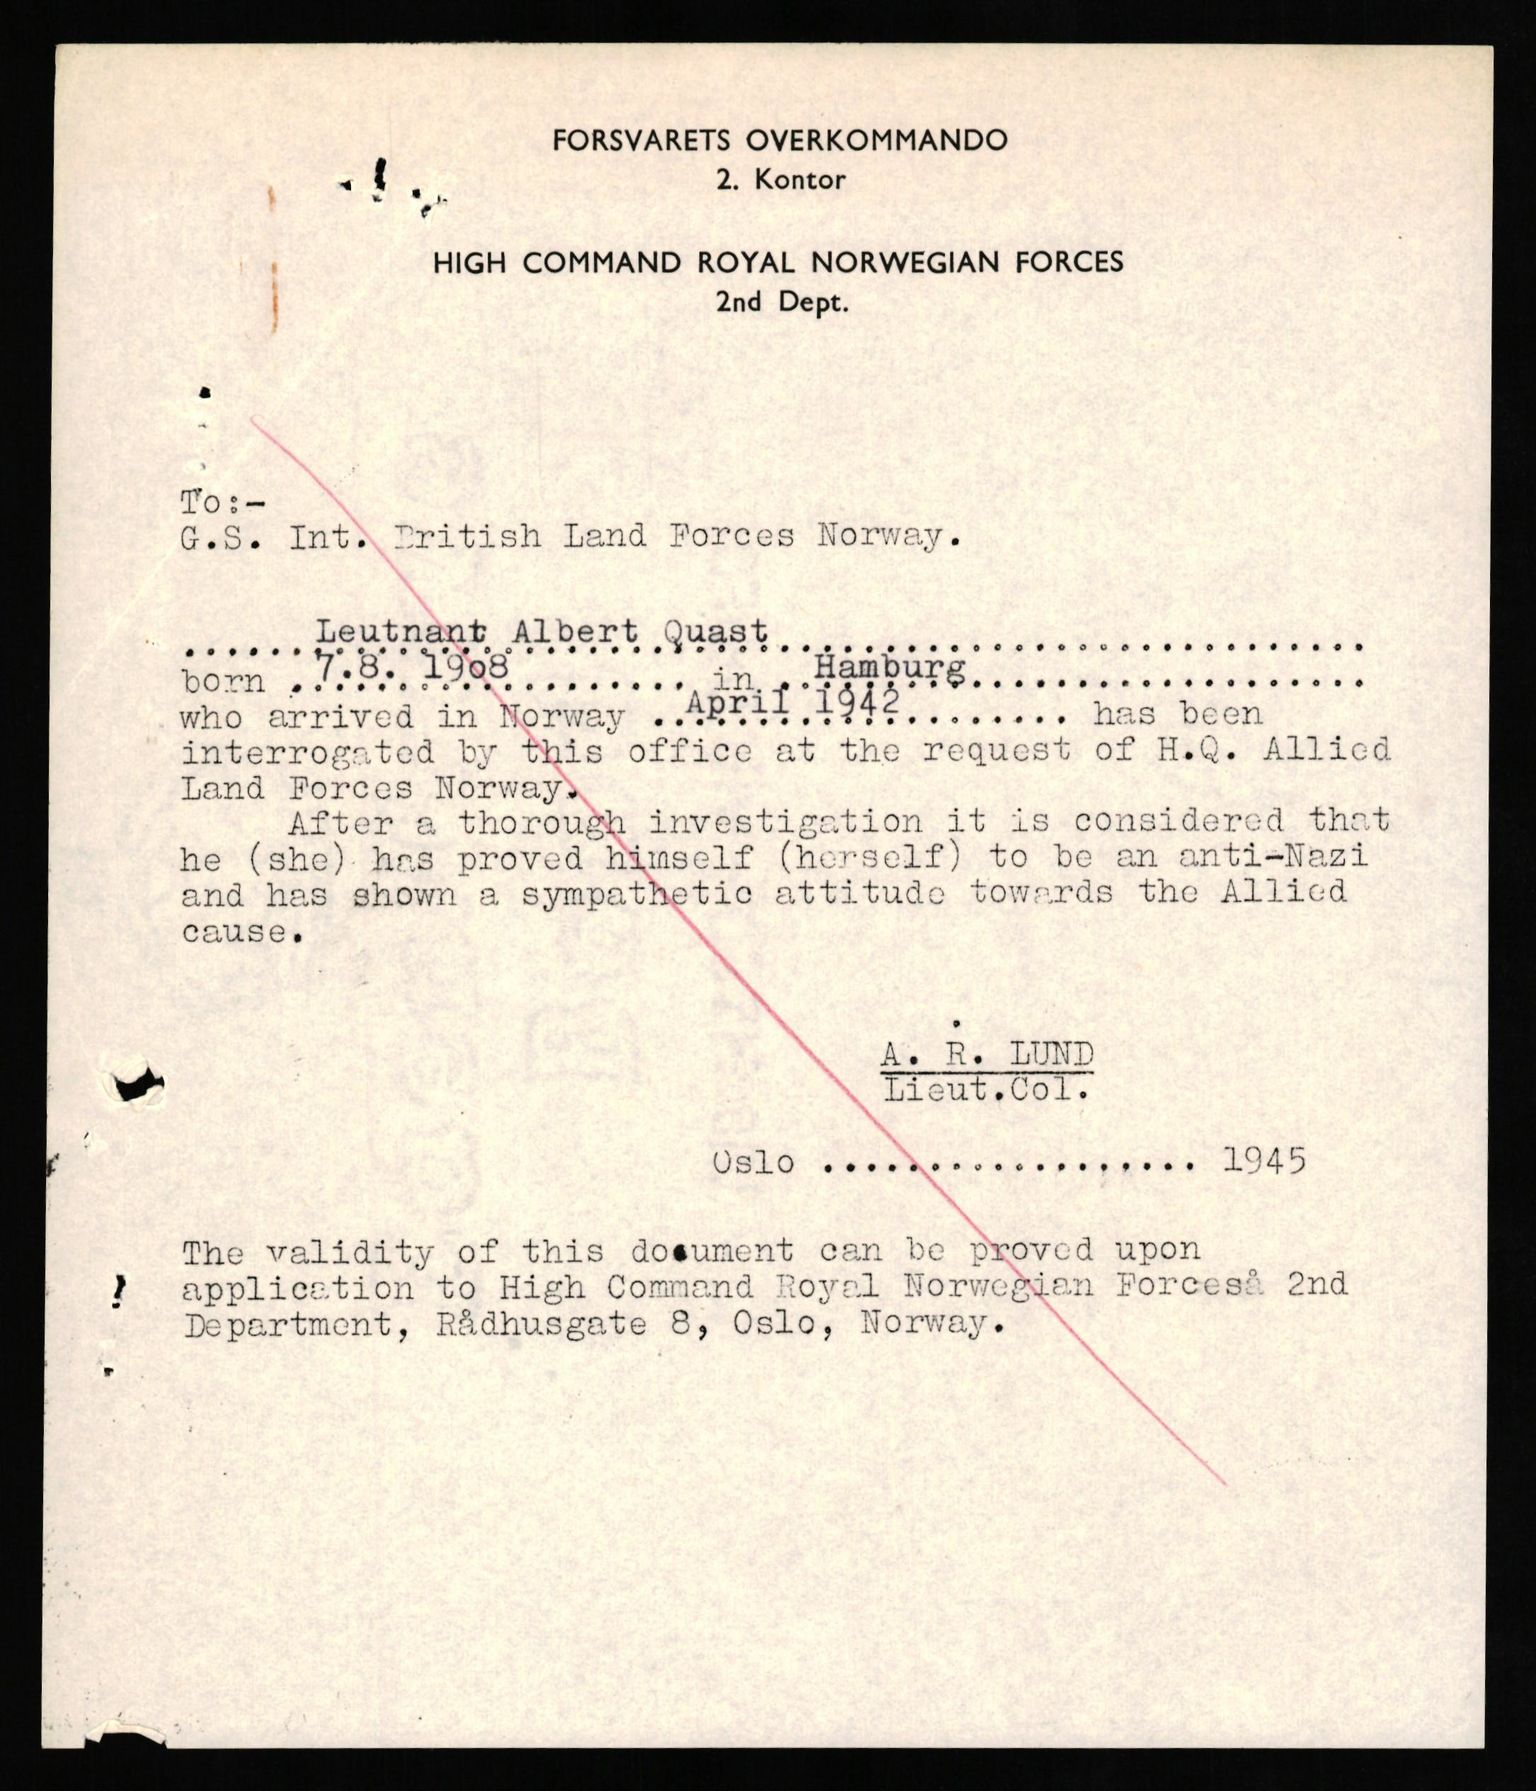 FORSVARETS OVERKOMMANDO
2. Kontor
HIGH COMMAND ROYAL NORWEGIAN FORCES
2nd Dept.
To:-
G.S. Int. British Land Forces Norway.
......Leutnant Albert Quast............................
born .7.8. 1908......... in ..Hamburg...................
who arrived in Norway ..April 1942........ has been
interrogated by this office at the request of H.Q. Allied
Land Forces Norway.
After a thorough investigation it is considered that
he (she) has proved himself (herself) to be an anti-Nazi
and has shown a sympathetic attitude towards the Allied
cause.
A. R. LUND
Lieut.Col.
Oslo .................. 1945
The validity of this document can be proved upon
application to High Command Royal Norwegian Forceså 2nd
Department, Rådhusgate 8, Oslo, Norway.